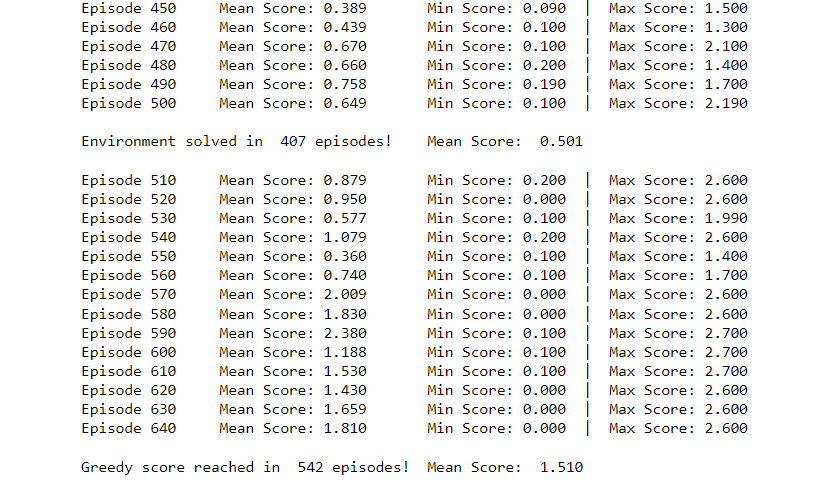 Episode 450 Mean Score: 0.389 Min Score: 0.090 | Max Score: 1.500
Episode 460 Mean Score: 0.439 Min Score: 0.100 | Max Score: 1.300
Episode 470 Mean Score: 0.670 Min Score: 0.100 | Max Score: 2.100
Episode 480 Mean Score: 0.660 Min Score: 0.200 | Max Score: 1.400
Episode 490 Mean Score: 0.758 Min Score: 0.190 | Max Score: 1.700
Episode 500 Mean Score: 0.649 Min Score: 0.100 | Max Score: 2.190
Environment solved in 407 episodes! Mean Score: 0.501
Episode 510 Mean Score: 0.879 Min Score: 0.200 | Max Score: 2.600
Episode 520 Mean Score: 0.950 Min Score: 0.000 | Max Score: 2.600
Episode 530 Mean Score: 0.577 Min Score: 0.100 | Max Score: 1.990
Episode 540 Mean Score: 1.079 Min Score: 0.200 | Max Score: 2.600
Episode 550 Mean Score: 0.360 Min Score: 0.100 | Max Score: 1.400
Episode 560 Mean Score: 0.740 Min Score: 0.100 | Max Score: 1.700
Episode 570 Mean Score: 2.009 Min Score: 0.000 | Max Score: 2.600
Episode 580 Mean Score: 1.830 Min Score: 0.000 | Max Score: 2.600
Episode 590 Mean Score: 2.380 Min Score: 0.100 | Max Score: 2.700
Episode 600 Mean Score: 1.188 Min Score: 0.100 | Max Score: 2.700
Episode 610 Mean Score: 1.530 Min Score: 0.100 | Max Score: 2.700
Episode 620 Mean Score: 1.430 Min Score: 0.000 | Max Score: 2.600
Episode 630 Mean Score: 1.659 Min Score: 0.000 | Max Score: 2.600
Episode 640 Mean Score: 1.810 Min Score: 0.000 | Max Score: 2.600
Greedy score reached in 542 episodes! Mean Score: 1.510